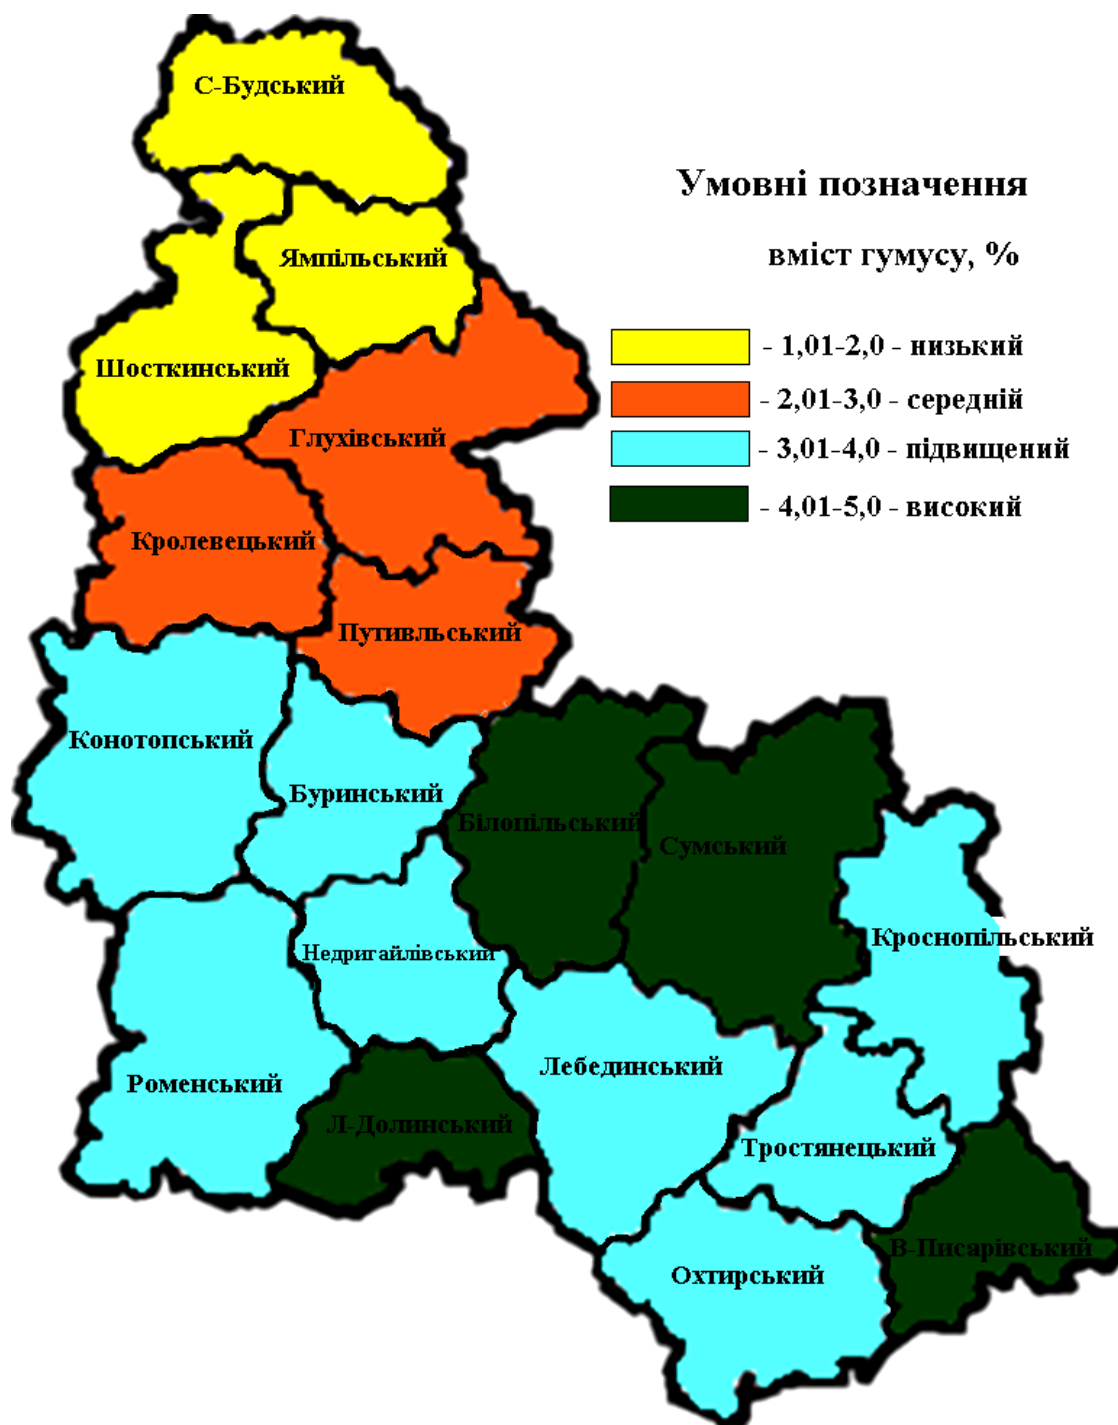 С-Будський
Умовні позначення
Ямпільський
вміст гумусу, %
- 1,01-2,0 - низький
Шосткинський
- 2,01-3,0 - середній
Глухівський
- 3,01-4,0 - підвищений
- 4,01-5,0 - високий
Кролевецький
Путивльський
Конотопський
Буринський
Білопільський
Сумський
Кроснопільський
Недригайлівський
Лебединський
Роменський
Л-Долинський
Тростянецький
В-Писарівський
Охтирський